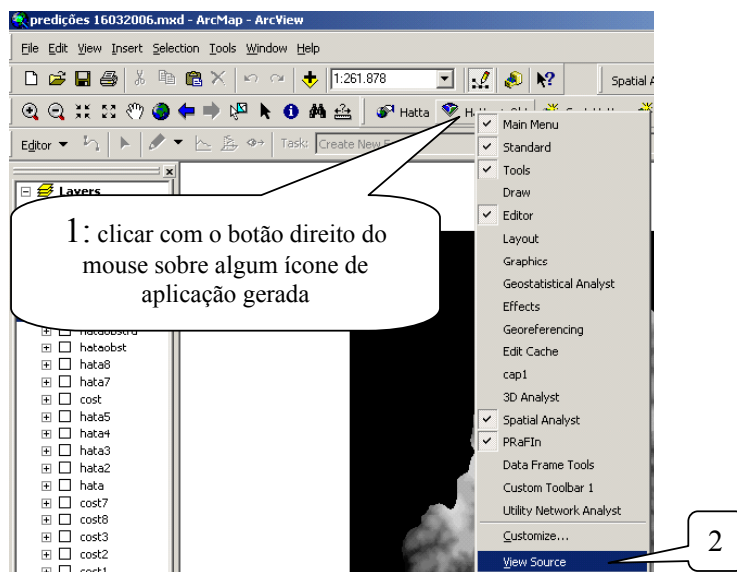 predições 16032006.mxd - ArcMap - ArcView
File Edit View Insert Selection Tools Window Help
1:261.878
Spatial
Hatta
Editor
Task: Create New
Layers
1: clicar com o botão direito do
mouse sobre algum ícone de
aplicação gerada
hataobst
hata8
hata7
cost
hata5
hata4
hata3
hata2
hata
cost7
cost8
cost3
cost2
cost1
Main Menu
Standard
Tools
Draw
Editor
Layout
Graphics
Geostatistical Analyst
Effects
Georeferencing
Edit Cache
cap1
3D Analyst
Spatial Analyst
PRaFIn
Data Frame Tools
Custom Toolbar 1
Utility Network Analyst
Customize...
View Source
2